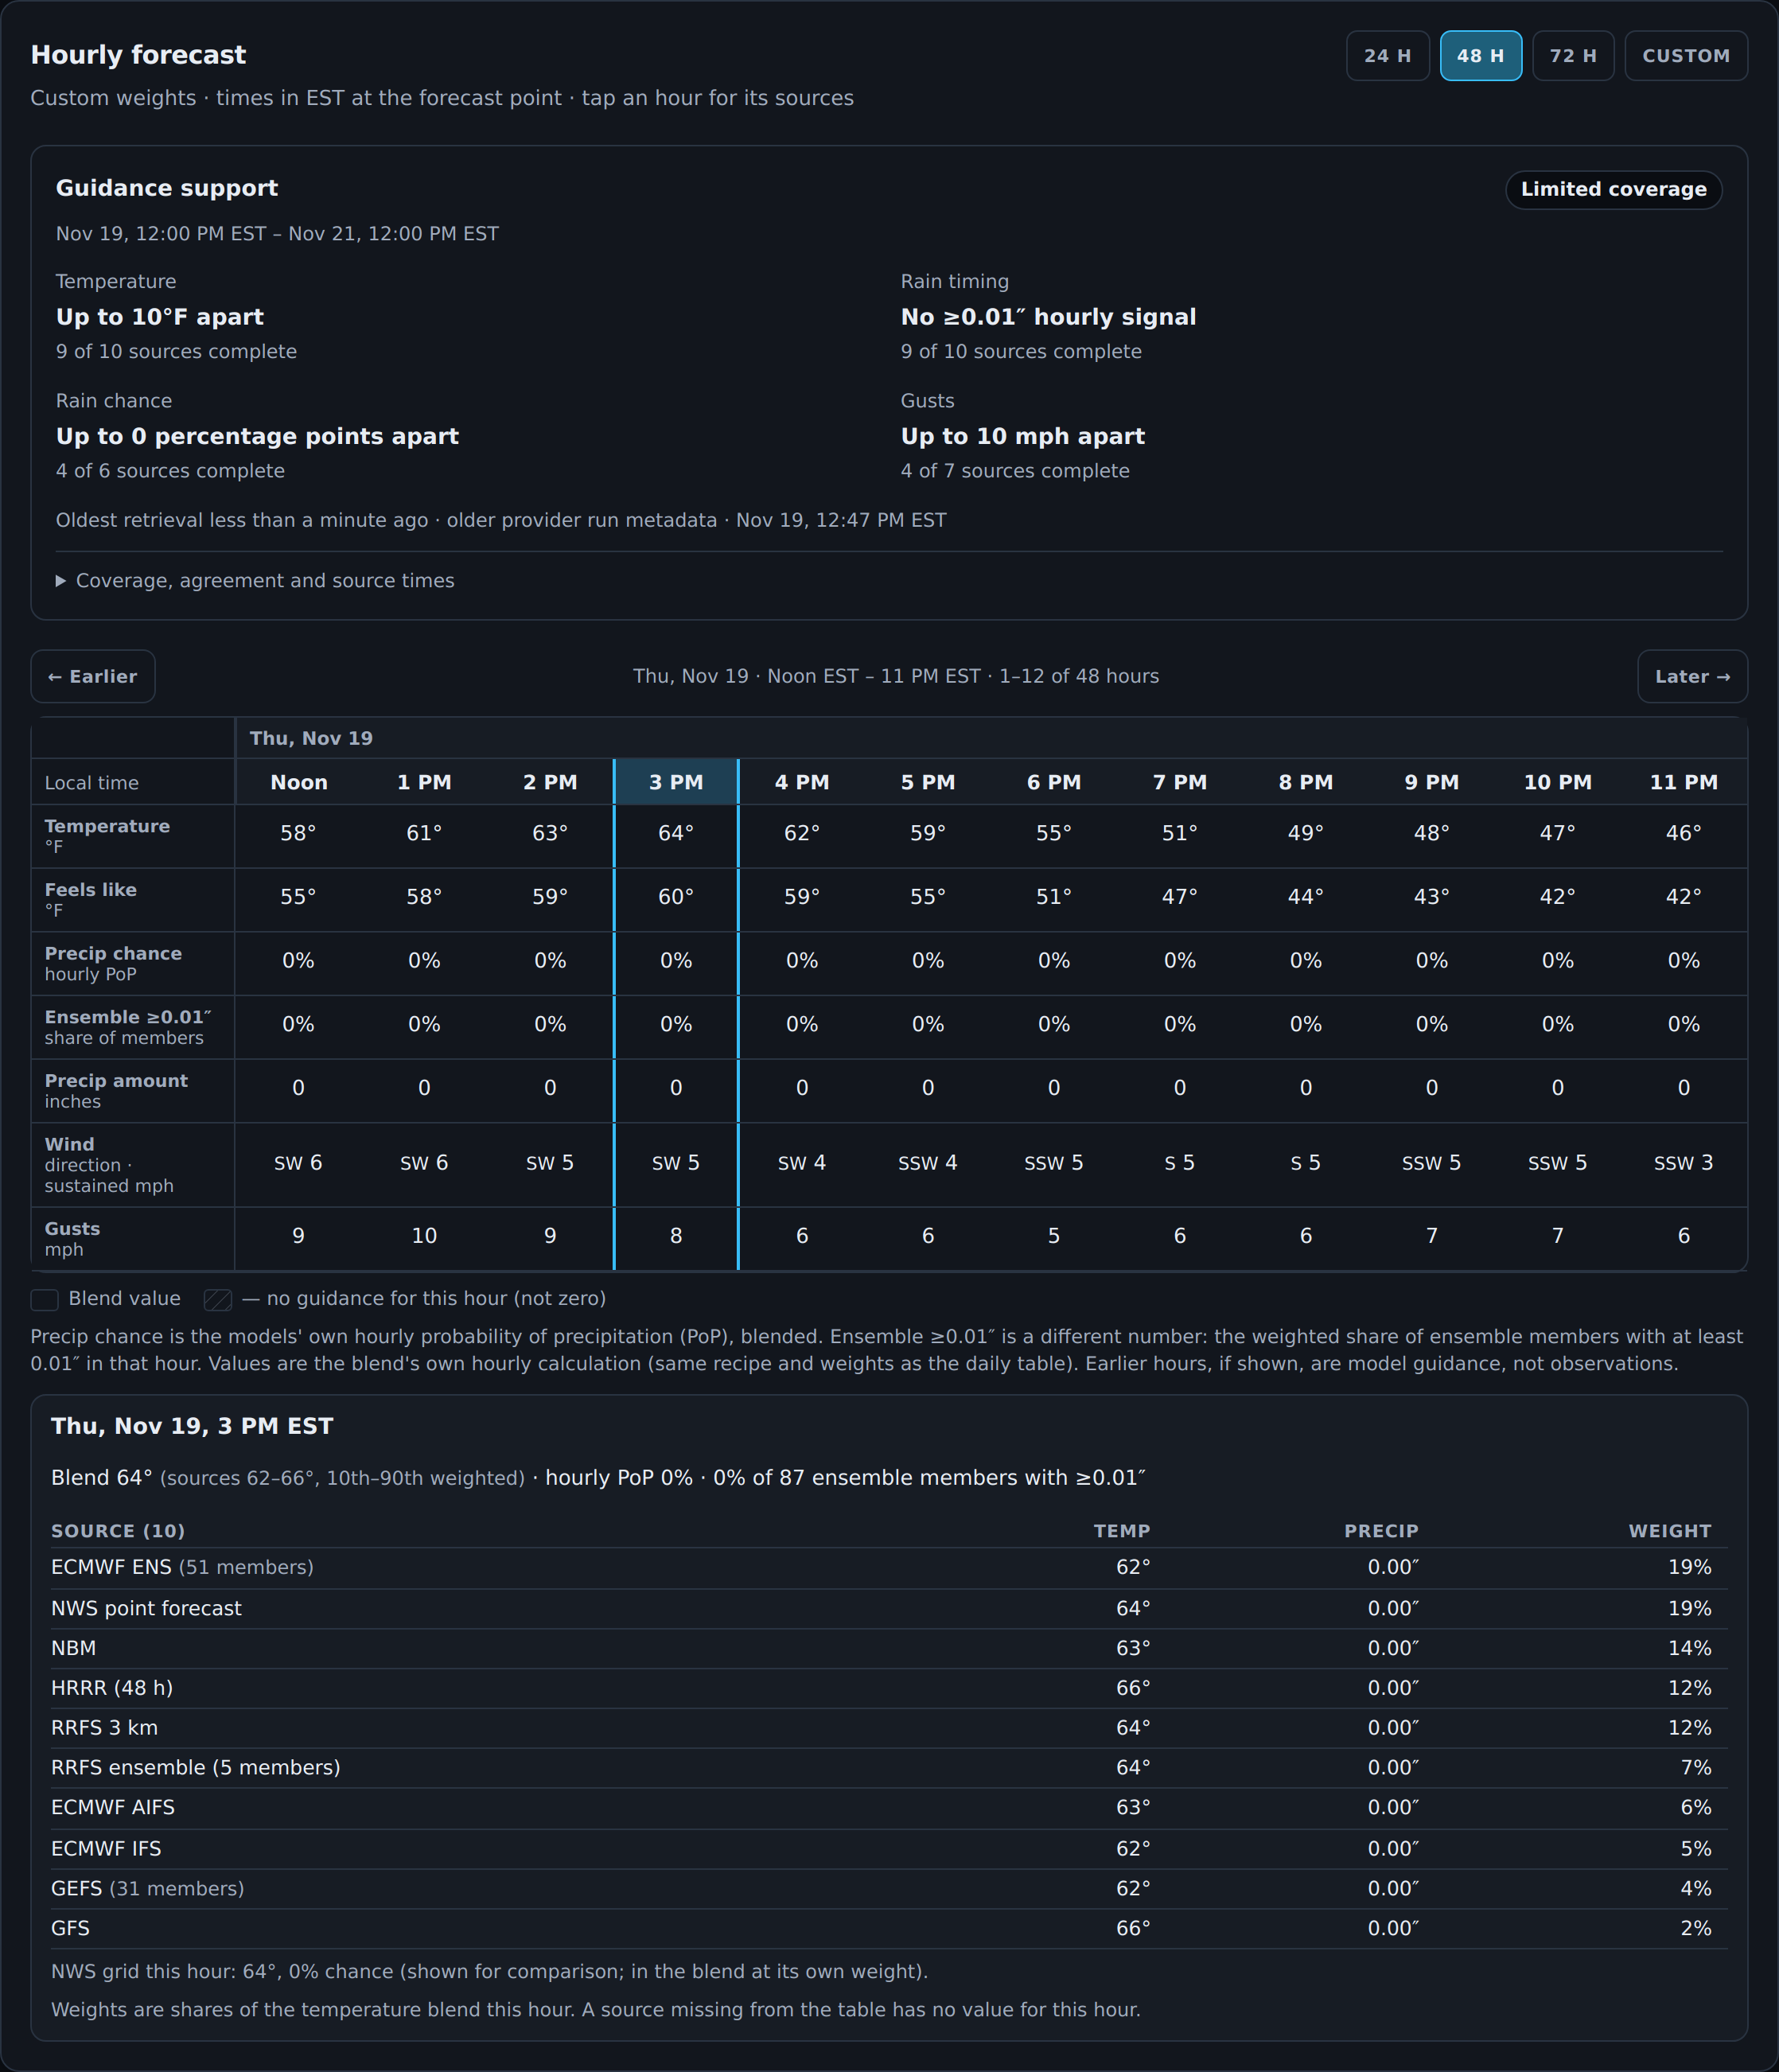 Hourly forecast
24 H 48 H 72 H CUSTOM
Custom weights · times in EST at the forecast point · tap an hour for its sources
Guidance support
Limited coverage
Nov 19, 12:00 PM EST – Nov 21, 12:00 PM EST
Temperature
Up to 10°F apart
9 of 10 sources complete
Rain timing
No ≥0.01″ hourly signal
9 of 10 sources complete
Rain chance
Up to 0 percentage points apart
4 of 6 sources complete
Gusts
Up to 10 mph apart
4 of 7 sources complete
Oldest retrieval less than a minute ago · older provider run metadata · Nov 19, 12:47 PM EST
▶ Coverage, agreement and source times
← Earlier
Thu, Nov 19 · Noon EST – 11 PM EST · 1–12 of 48 hours
Later →
Thu, Nov 19
Local time Noon 1 PM 2 PM 3 PM 4 PM 5 PM 6 PM 7 PM 8 PM 9 PM 10 PM 11 PM
Temperature
°F
58° 61° 63° 64° 62° 59° 55° 51° 49° 48° 47° 46°
Feels like
°F
55° 58° 59° 60° 59° 55° 51° 47° 44° 43° 42° 42°
Precip chance
hourly PoP
0% 0% 0% 0% 0% 0% 0% 0% 0% 0% 0% 0%
Ensemble ≥0.01″
share of members
0% 0% 0% 0% 0% 0% 0% 0% 0% 0% 0% 0%
Precip amount
inches
0 0 0 0 0 0 0 0 0 0 0 0
Wind
direction ·
sustained mph
SW 6 SW 6 SW 5 SW 5 SW 4 SSW 4 SSW 5 S 5 S 5 SSW 5 SSW 5 SSW 3
Gusts
mph
9 10 9 8 6 6 5 6 6 7 7 6
Blend value — no guidance for this hour (not zero)
Precip chance is the models' own hourly probability of precipitation (PoP), blended. Ensemble ≥0.01″ is a different number: the weighted share of ensemble members with at least
0.01″ in that hour. Values are the blend's own hourly calculation (same recipe and weights as the daily table). Earlier hours, if shown, are model guidance, not observations.
Thu, Nov 19, 3 PM EST
Blend 64° (sources 62–66°, 10th–90th weighted) · hourly PoP 0% · 0% of 87 ensemble members with ≥0.01″
SOURCE (10) TEMP PRECIP WEIGHT
ECMWF ENS (51 members) 62° 0.00″ 19%
NWS point forecast 64° 0.00″ 19%
NBM 63° 0.00″ 14%
HRRR (48 h) 66° 0.00″ 12%
RRFS 3 km 64° 0.00″ 12%
RRFS ensemble (5 members) 64° 0.00″ 7%
ECMWF AIFS 63° 0.00″ 6%
ECMWF IFS 62° 0.00″ 5%
GEFS (31 members) 62° 0.00″ 4%
GFS 66° 0.00″ 2%
NWS grid this hour: 64°, 0% chance (shown for comparison; in the blend at its own weight).
Weights are shares of the temperature blend this hour. A source missing from the table has no value for this hour.